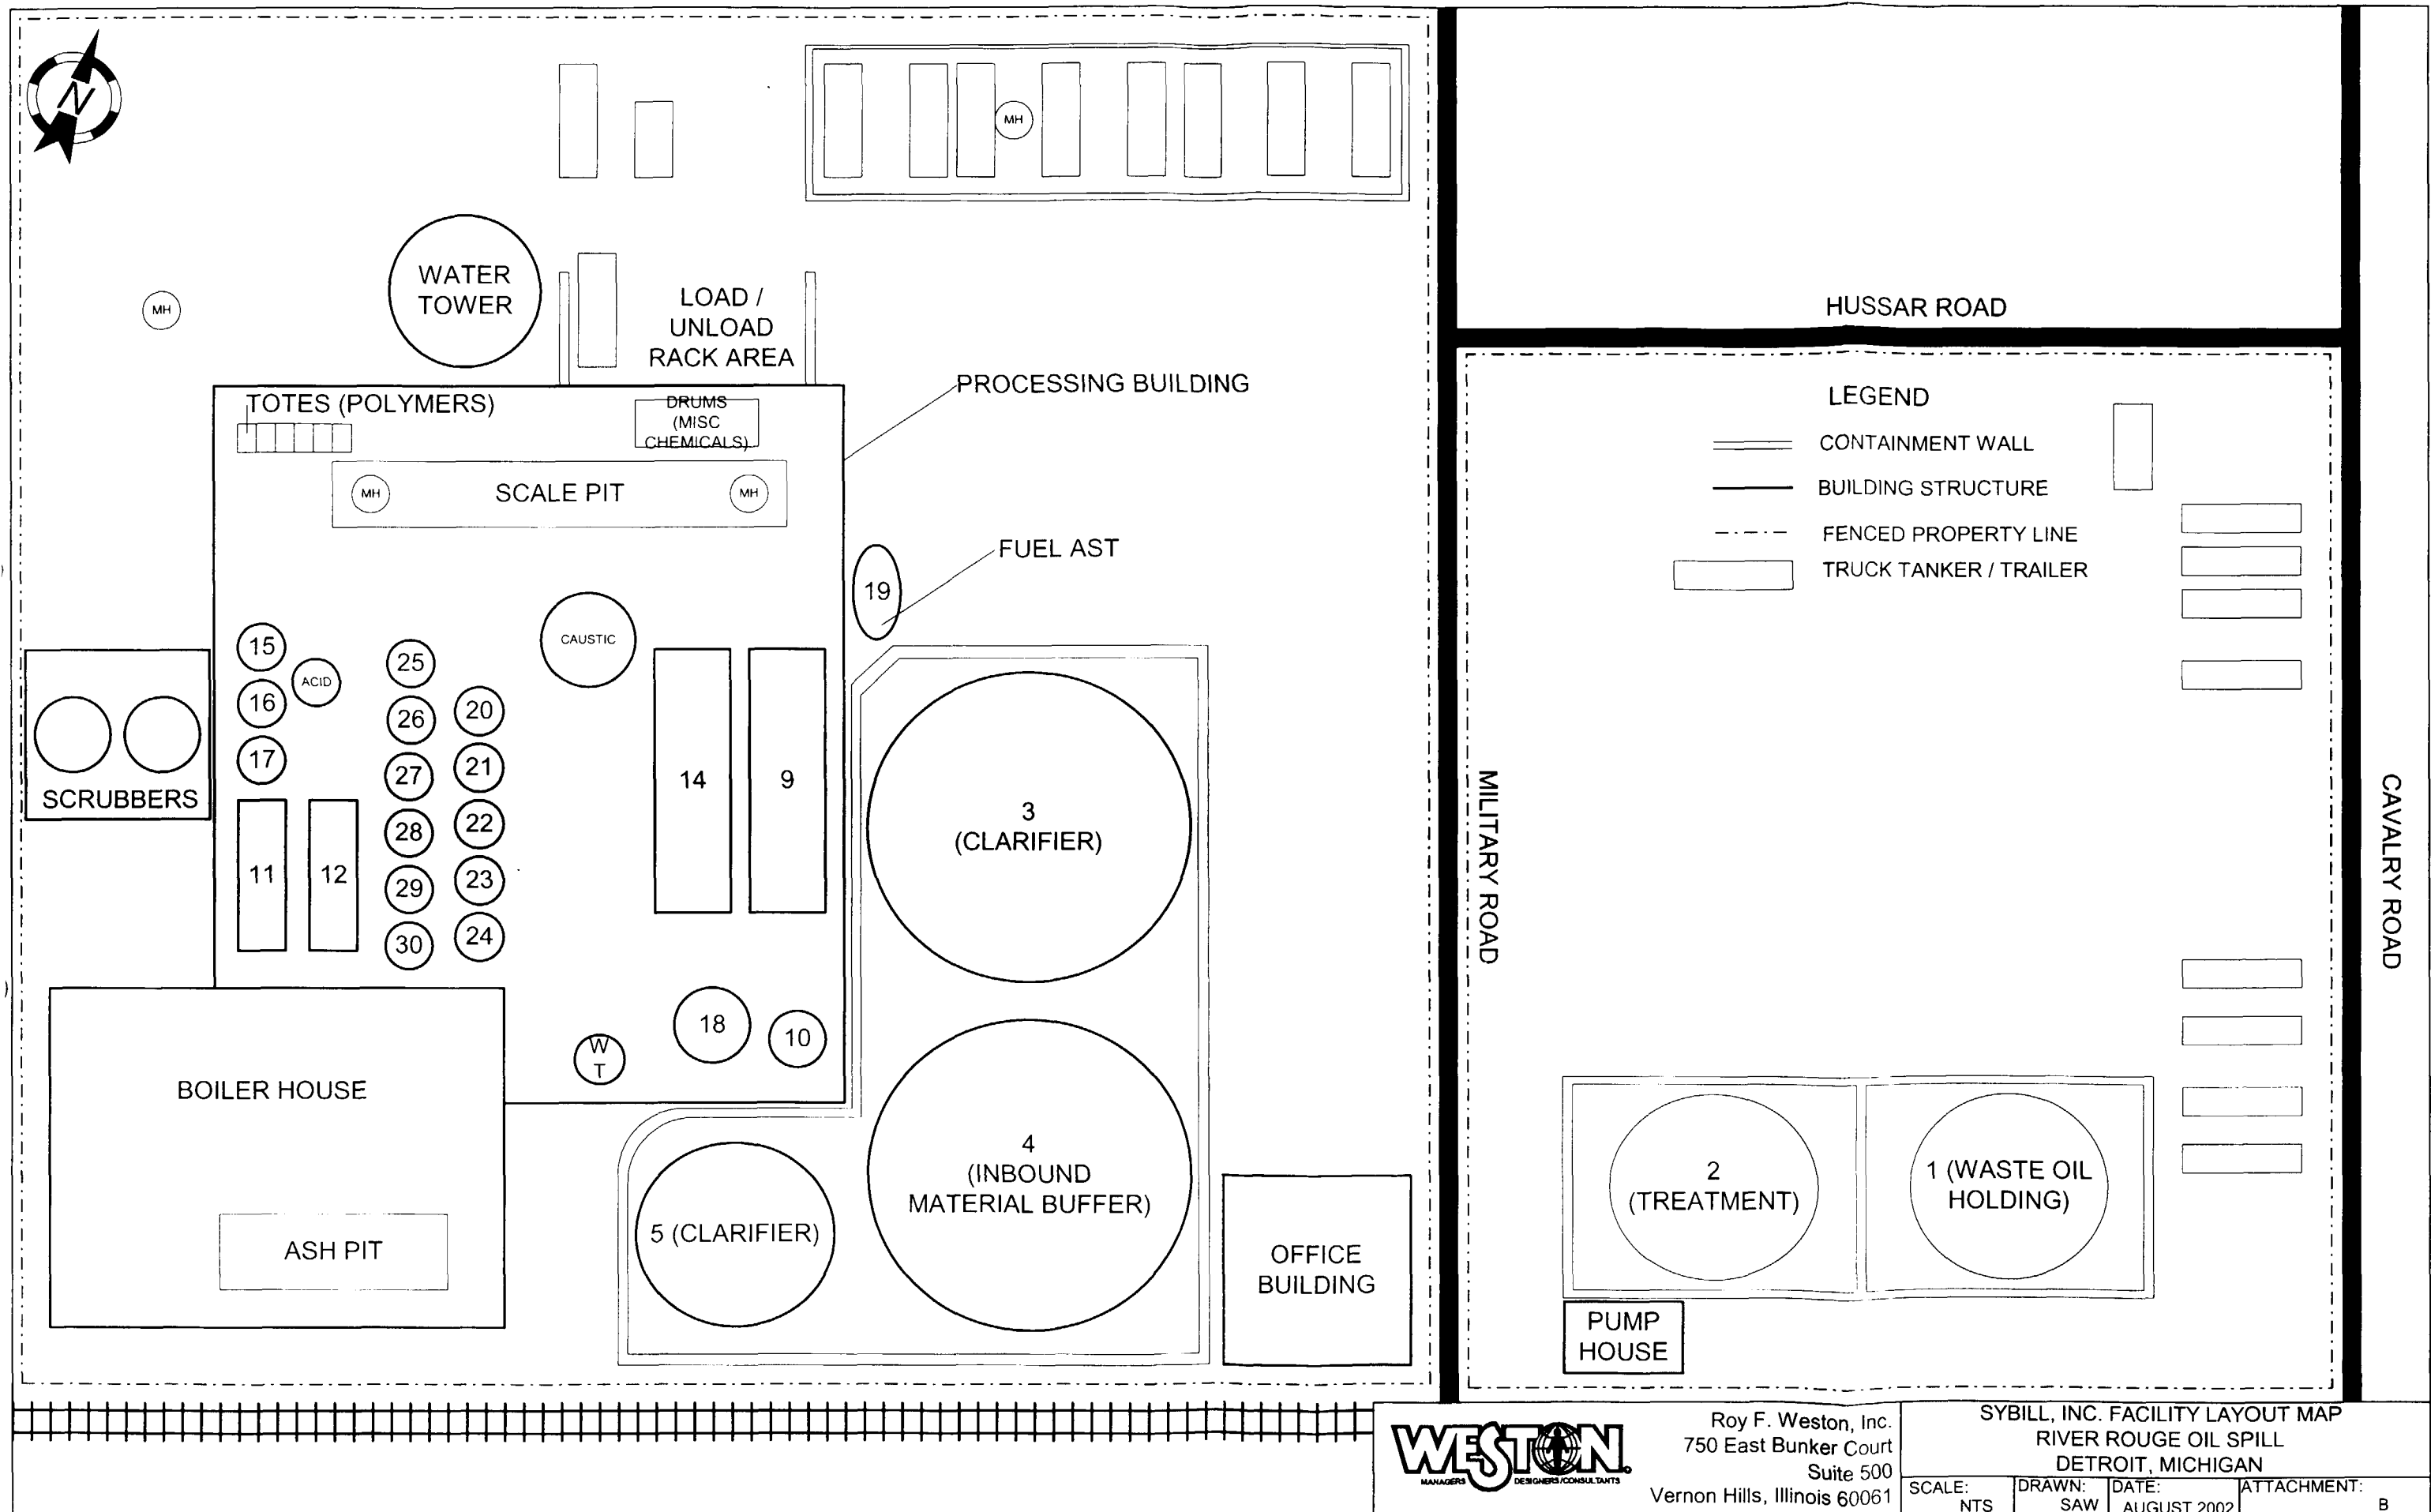 N
MH
WATER
TOWER
LOAD /
UNLOAD
RACK AREA
MH
PROCESSING BUILDING
TOTES (POLYMERS)
DRUMS
(MISC
CHEMICALS)
MH
SCALE PIT
MH
FUEL AST
19
CAUSTIC
15
16
17
ACID
25
26
27
28
29
30
20
21
22
23
24
SCRUBBERS
11
12
14
9
3
(CLARIFIER)
18
10
W
T
BOILER HOUSE
ASH PIT
5 (CLARIFIER)
4
(INBOUND
MATERIAL BUFFER)
OFFICE
BUILDING
HUSSAR ROAD
LEGEND
CONTAINMENT WALL
BUILDING STRUCTURE
FENCED PROPERTY LINE
TRUCK TANKER / TRAILER
MILITARY ROAD
CAVALRY ROAD
2
(TREATMENT)
1 (WASTE OIL
HOLDING)
PUMP
HOUSE
WESTON
MANAGERS DESIGNERS/CONSULTANTS
Roy F. Weston, Inc.
750 East Bunker Court
Suite 500
Vernon Hills, Illinois 60061
SYBILL, INC. FACILITY LAYOUT MAP
RIVER ROUGE OIL SPILL
DETROIT, MICHIGAN
SCALE:
NTS
DRAWN:
SAW
DATE:
AUGUST 2002
ATTACHMENT:
B